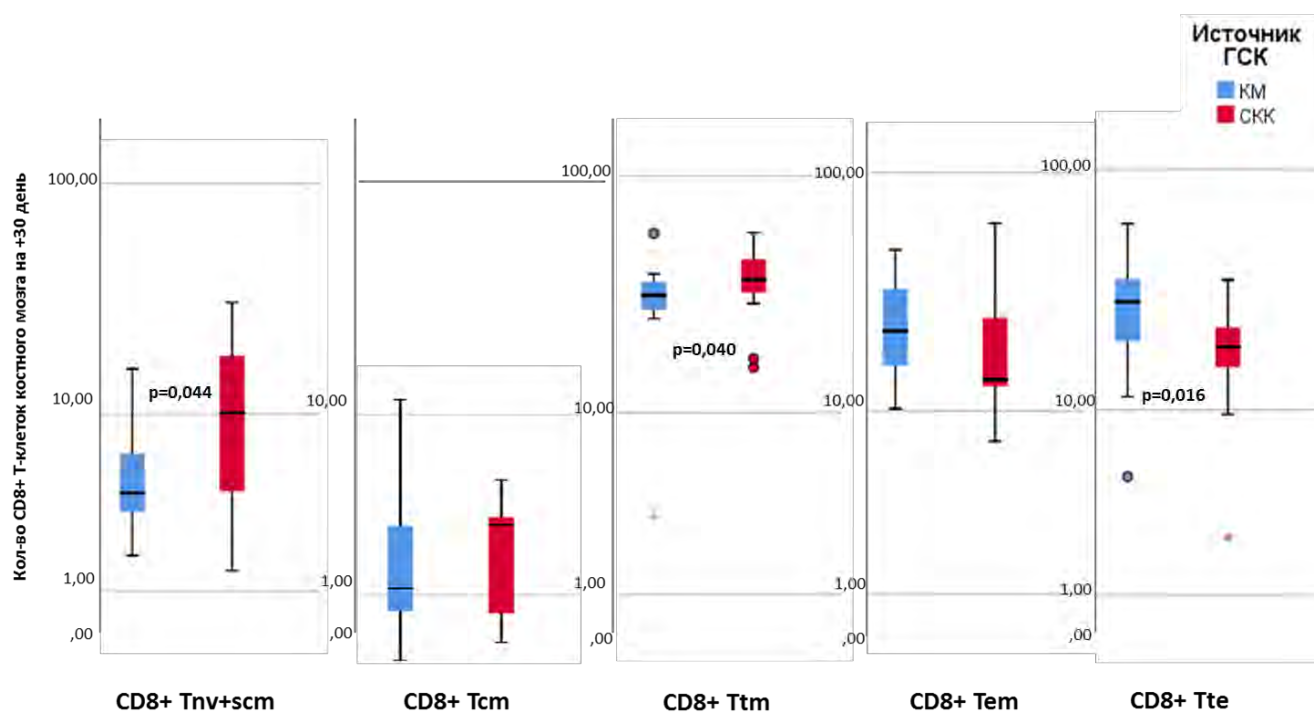 Источник
ГСК
КМ
СКК
Кол-во CD8+ Т-клеток костного мозга на +30 день
100,00
10,00
1,00
,00
p=0,044
10,00
1,00
,00
100,00
10,00
1,00
,00
p=0,040
100,00
10,00
1,00
,00
100,00
10,00
1,00
,00
p=0,016
CD8+ Tnv+scm
CD8+ Tcm
CD8+ Ttm
CD8+ Tem
CD8+ Tte